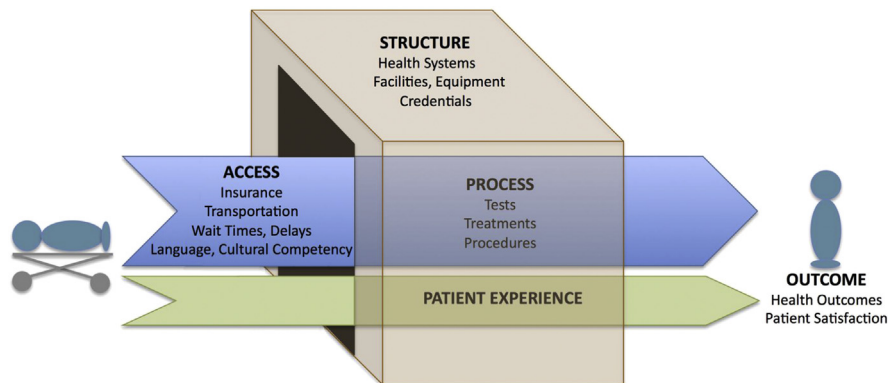 STRUCTURE
Health Systems
Facilities, Equipment
Credentials
ACCESS
Insurance
Transportation
Wait Times, Delays
Language, Cultural Competency
PROCESS
Tests
Treatments
Procedures
PATIENT EXPERIENCE
OUTCOME
Health Outcomes
Patient Satisfaction